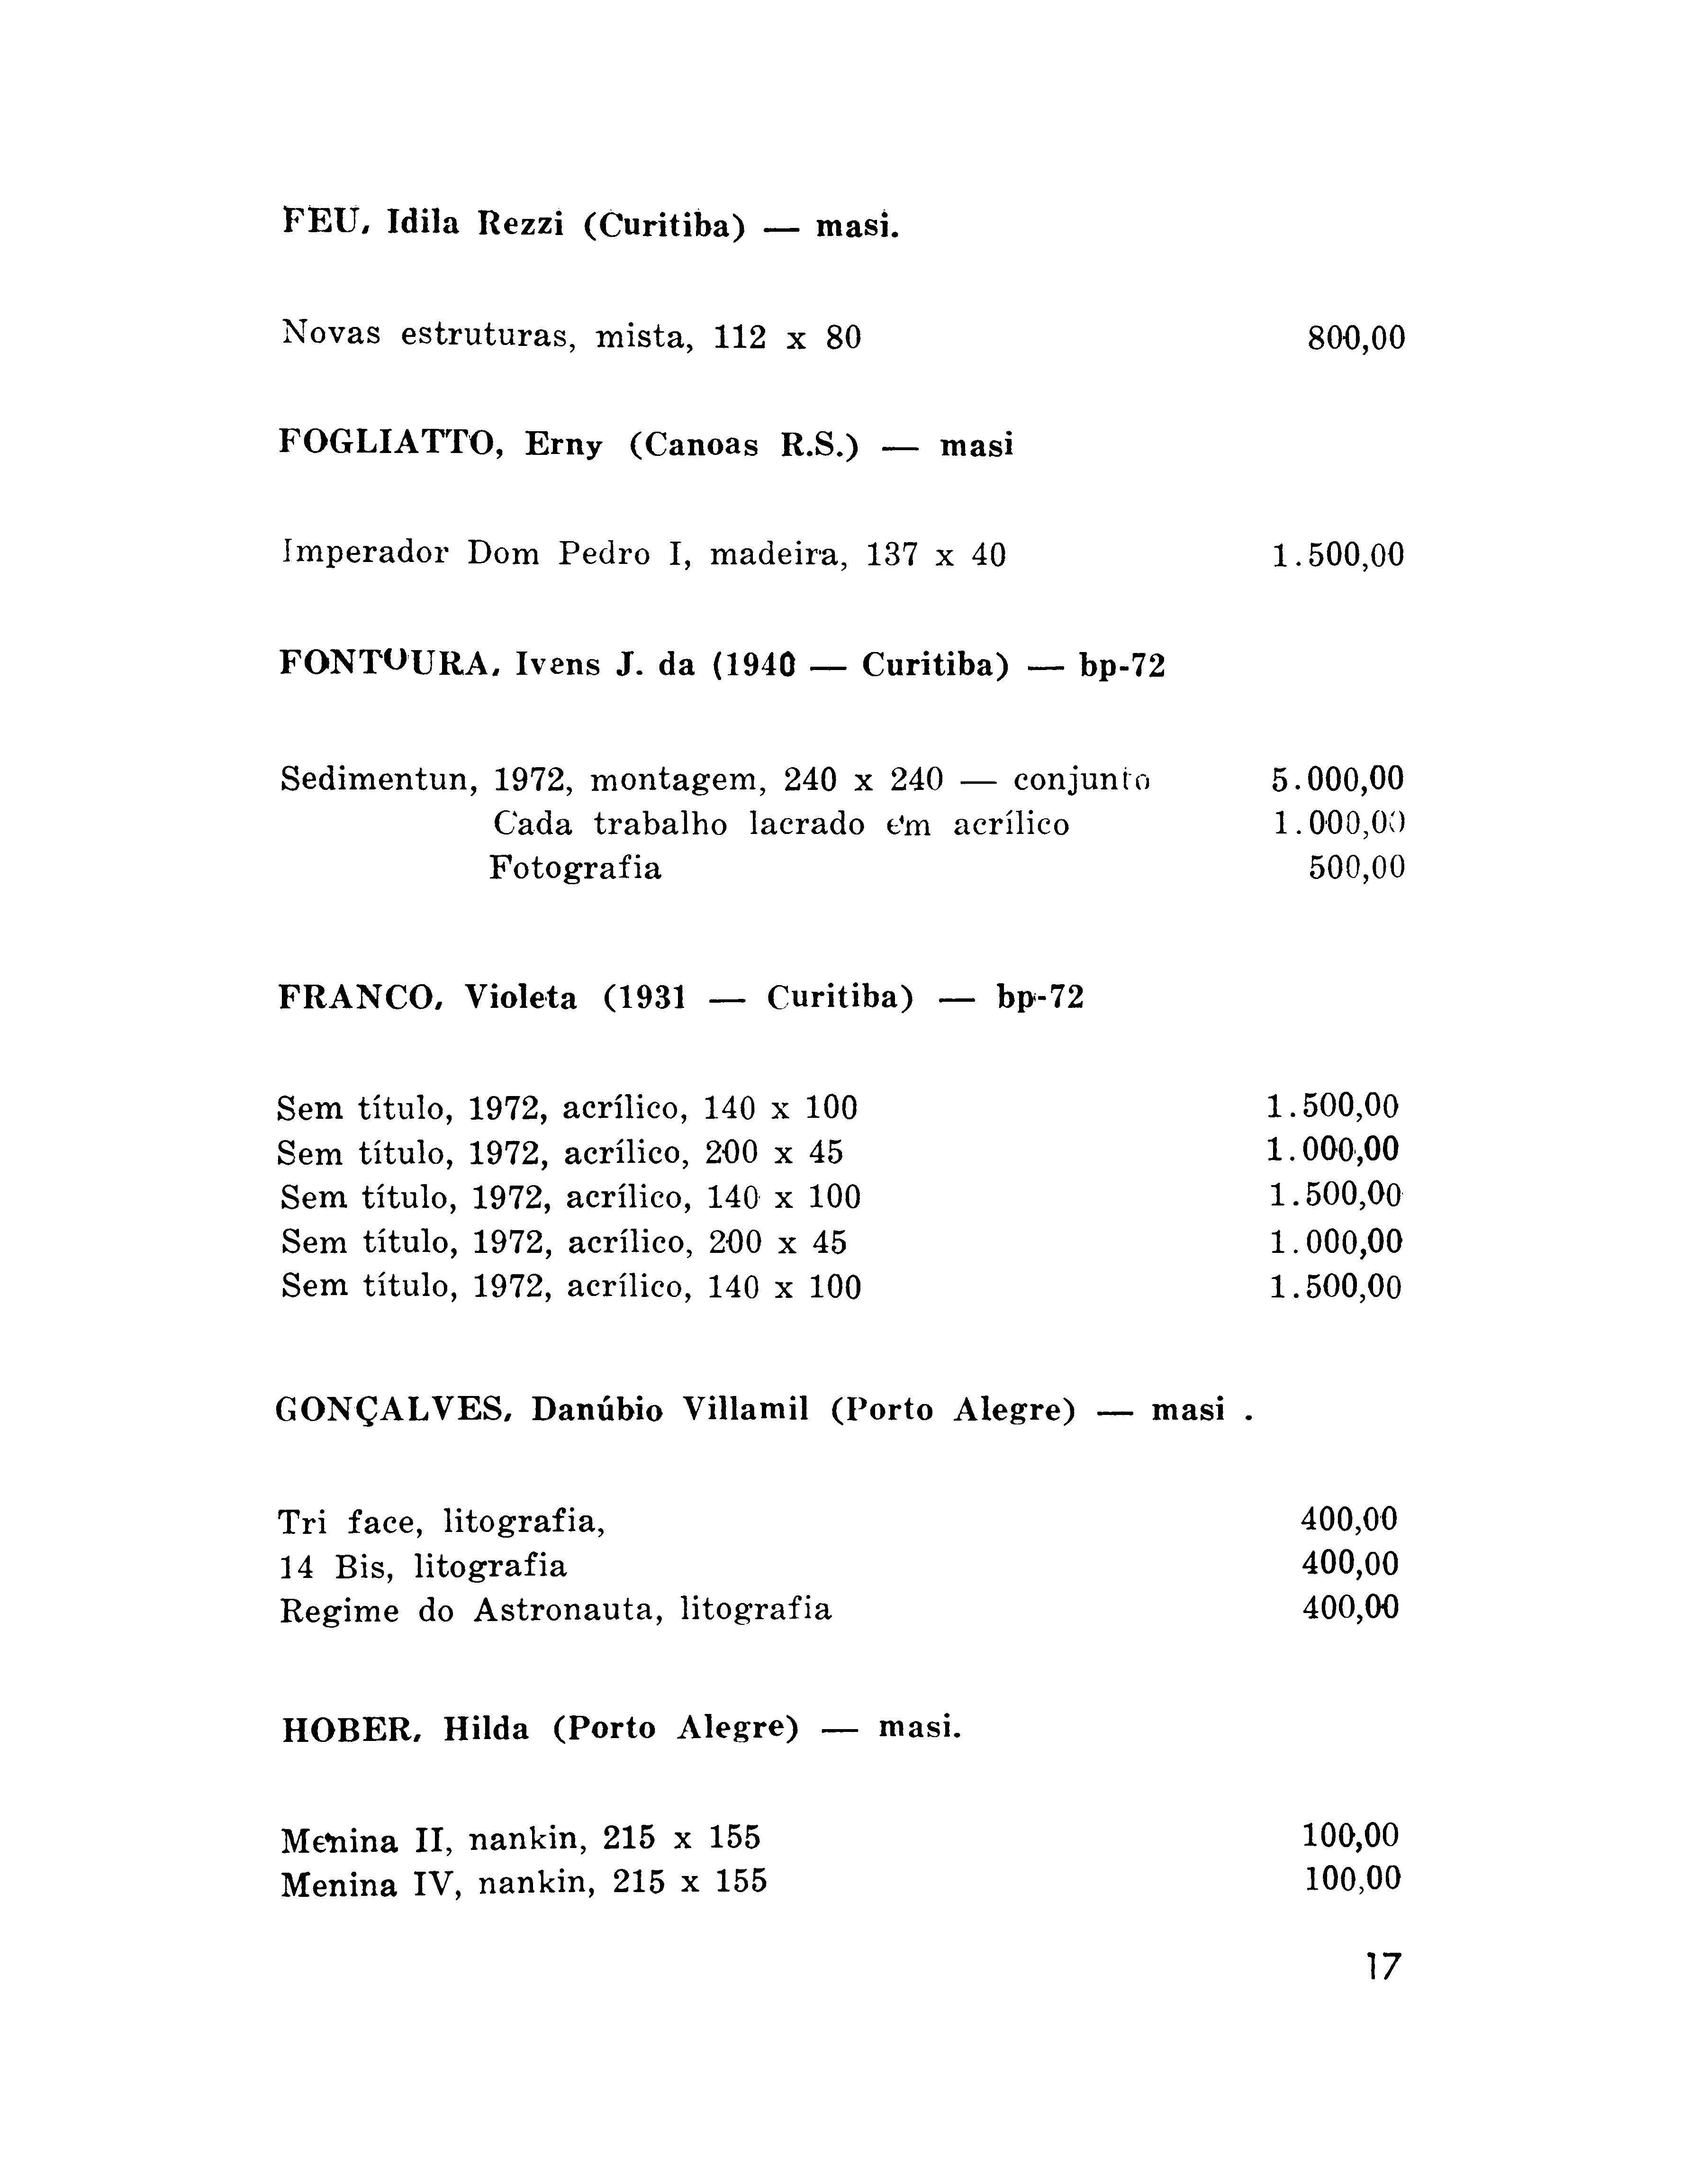 FEU, Idila Rezzi (Curitiba) — masi.
Novas estruturas, mista, 112 x 80 800,00
FOGLIATTO, Erny (Canoas R.S.) — masi
Imperador Dom Pedro I, madeira, 137 x 40 1.500,00
FONTOURA, Ivens J. da (1940 — Curitiba) — bp-72
Sedimentun, 1972, montagem, 240 x 240 — conjunto 5.000,00
Cada trabalho lacrado em acrílico 1.000,00
Fotografia 500,00
FRANCO, Violeta (1931 — Curitiba) — bp-72
Sem título, 1972, acrílico, 140 x 100 1.500,00
Sem título, 1972, acrílico, 200 x 45 1.000,00
Sem título, 1972, acrílico, 140 x 100 1.500,00
Sem título, 1972, acrílico, 200 x 45 1.000,00
Sem título, 1972, acrílico, 140 x 100 1.500,00
GONÇALVES, Danúbio Villamil (Porto Alegre) — masi .
Tri face, litografia, 400,00
14 Bis, litografia 400,00
Regime do Astronauta, litografia 400,00
HOBER, Hilda (Porto Alegre) — masi.
Menina II, nankin, 215 x 155 100,00
Menina IV, nankin, 215 x 155 100,00
17